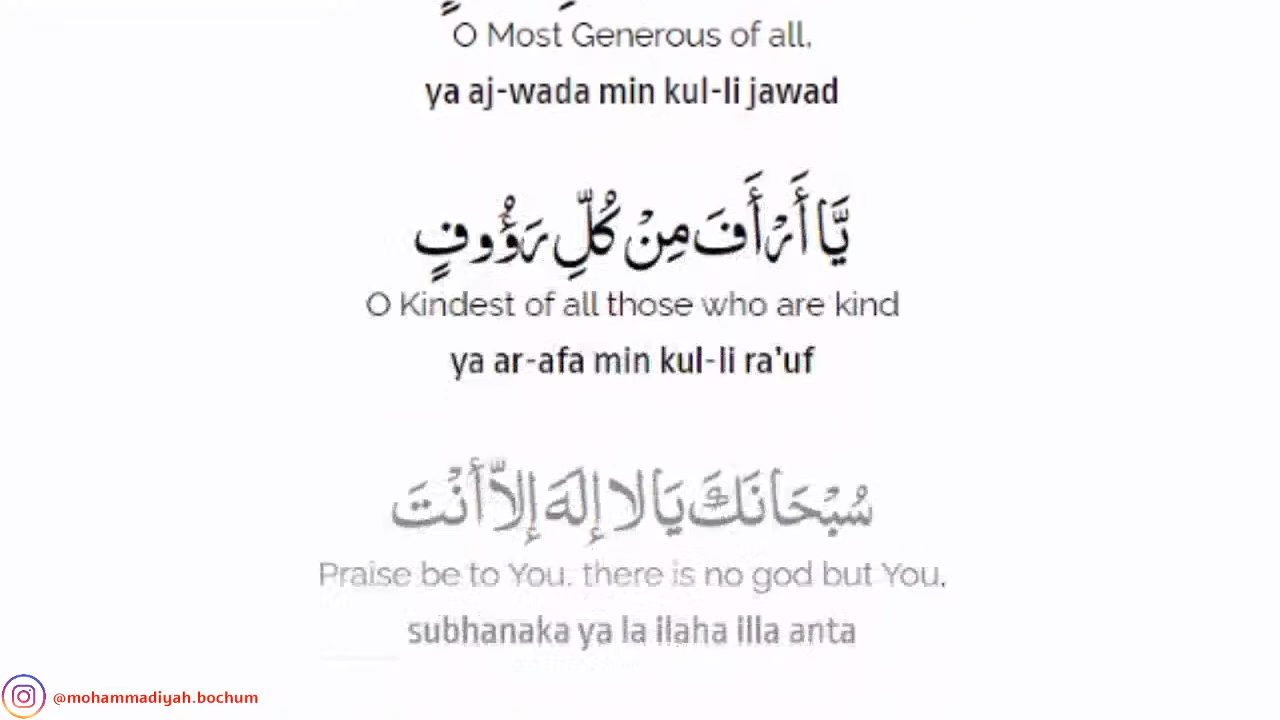 O Most Generous of all,
ya aj-wada min kul-li jawad
يَّا أَرْأَفَ مِنْ كُلِّ رَؤُوفٍ
O Kindest of all those who are kind
ya ar-afa min kul-li ra'uf
سُبْحَانَكَ يَا لا إِلَهَ إِلاَّ أَنْتَ
Praise be to You, there is no god but You,
subhanaka ya la ilaha illa anta
@mohammadiyah.bochum